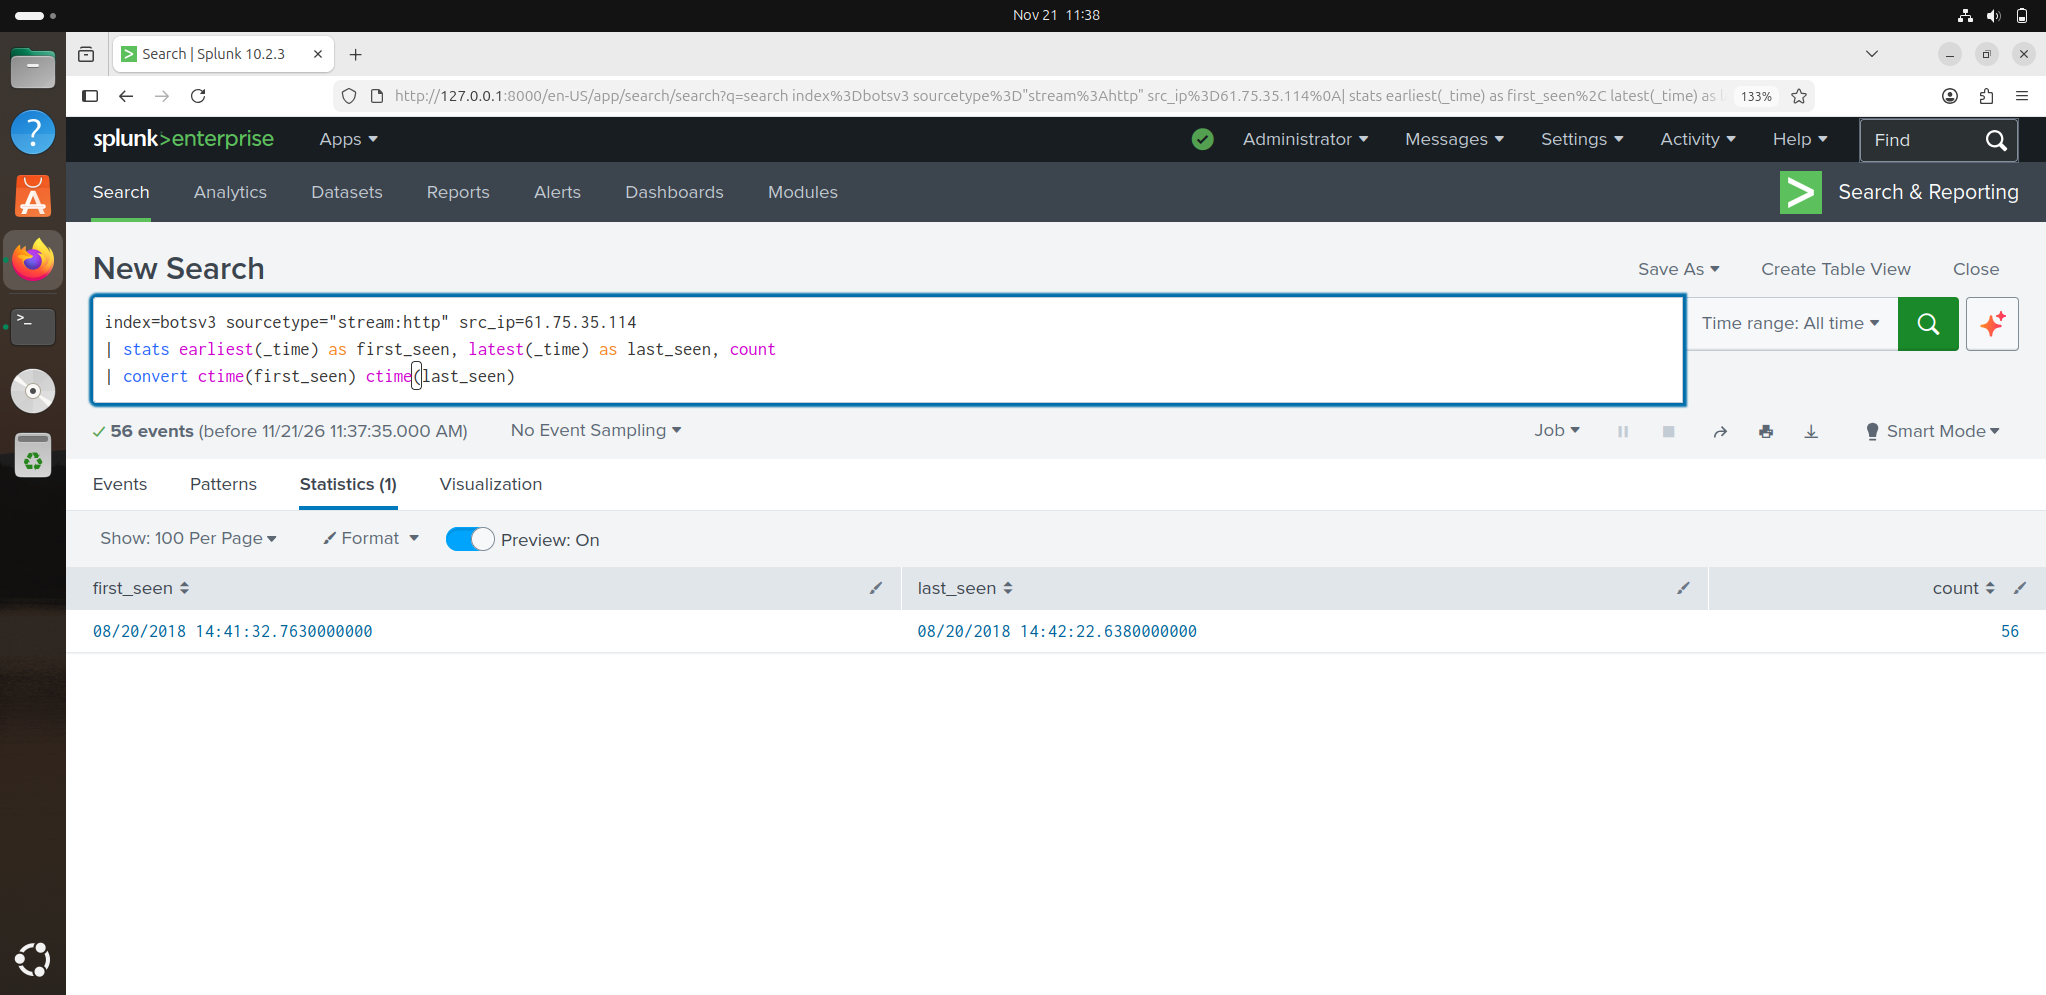 Nov 21 11:38
Search | Splunk 10.2.3
http://127.0.0.1:8000/en-US/app/search/search?q=search index%3Dbotsv3 sourcetype%3D"stream%3Ahttp" src_ip%3D61.75.35.114%0A| stats earliest(_time) as first_seen%2C latest(_time) as
133%
splunk>enterprise
Apps
Administrator
Messages
Settings
Activity
Help
Find
Search
Analytics
Datasets
Reports
Alerts
Dashboards
Modules
Search & Reporting
New Search
Save As
Create Table View
Close
index=botsv3 sourcetype="stream:http" src_ip=61.75.35.114
| stats earliest(_time) as first_seen, latest(_time) as last_seen, count
| convert ctime(first_seen) ctime(last_seen)
Time range: All time
56 events (before 11/21/26 11:37:35.000 AM)
No Event Sampling
Job
Smart Mode
Events
Patterns
Statistics (1)
Visualization
Show: 100 Per Page
Format
Preview: On
first_seen
last_seen
count
08/20/2018 14:41:32.7630000000
08/20/2018 14:42:22.6380000000
56